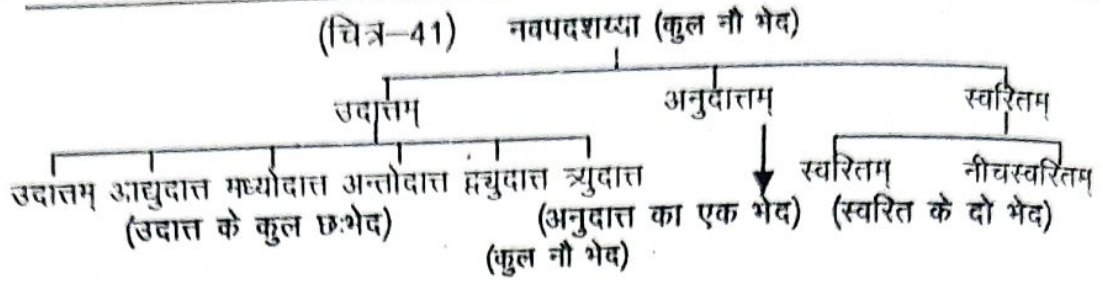 (चित्र–41) नवपदशय्या (कुल नौ भेद)
उदात्तम् अनुदात्तम् स्वरितम्
उदात्तम् आद्युदात्त मध्योदात्त अन्तोदात्त द्व्युदात्त त्र्युदात्त स्वरितम् नीचस्वरितम्
(उदात्त के कुल छःभेद) (अनुदात्त का एक भेद) (स्वरित के दो भेद)
(कुल नौ भेद)